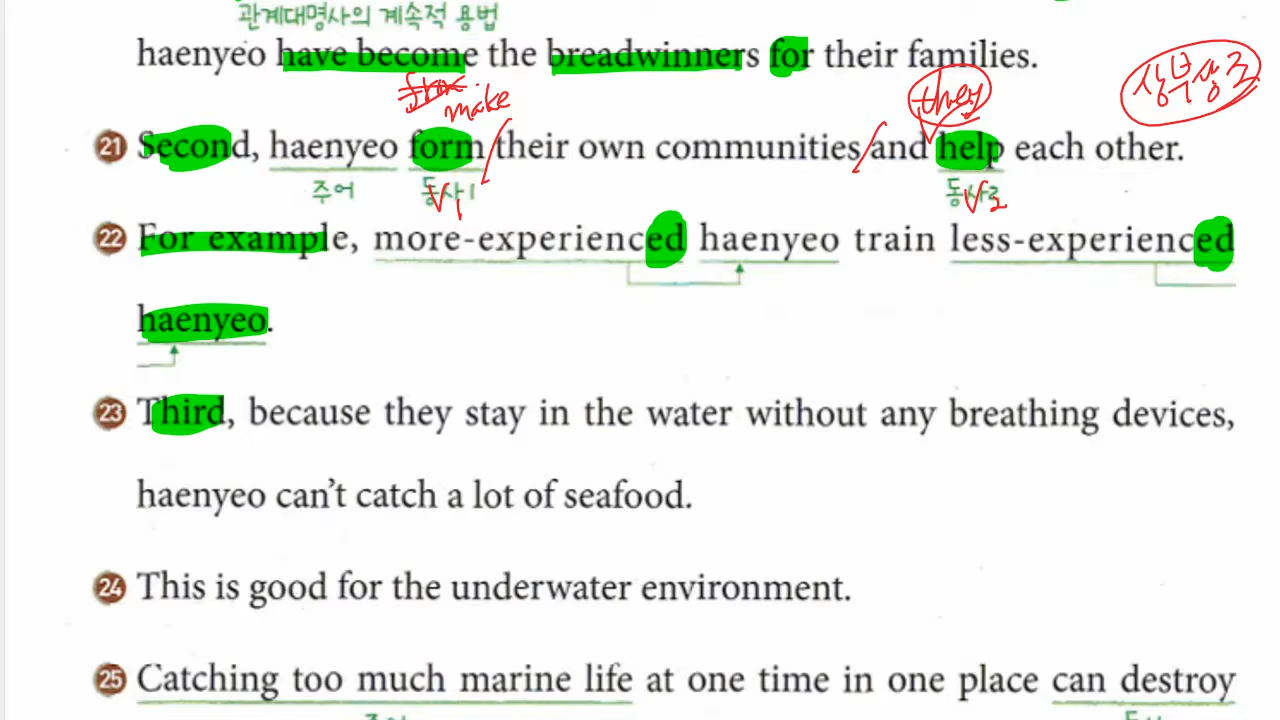 관계대명사의 계속적 용법
haenyeo have become the breadwinners for their families.
상부상조
make
they
21 Second, haenyeo form their own communities and help each other.
주어 동사1 동사2
V1 V2
22 For example, more-experienced haenyeo train less-experienced
haenyeo.
23 Third, because they stay in the water without any breathing devices,
haenyeo can't catch a lot of seafood.
24 This is good for the underwater environment.
25 Catching too much marine life at one time in one place can destroy